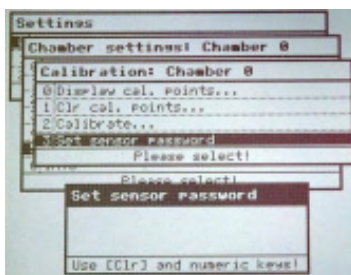 Settings
Chamber settings: Chamber 0
Calibration: Chamber 0
0 Display cal. points...
1 Clr cal. points...
2 Calibrate...
3 Set sensor password
Please select!
Please select!
Set sensor password
Use [Clr] and numeric keys!